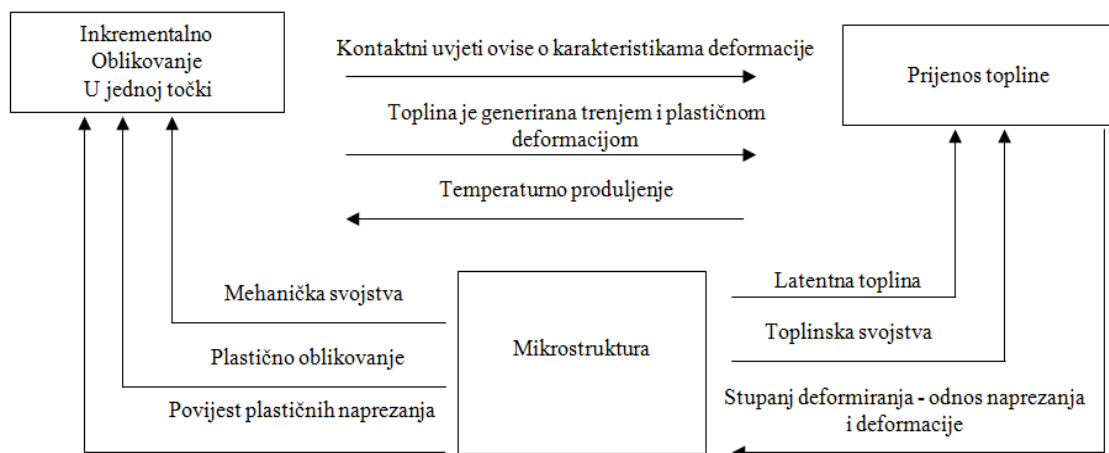 Inkrementalno
Oblikovanje
U jednoj točki
Kontaktni uvjeti ovise o karakteristikama deformacije
Prijenos topline
Toplina je generirana trenjem i plastičnom
deformacijom
Temperaturno produljenje
Mehanička svojstva
Plastično oblikovanje
Povijest plastičnih naprezanja
Mikrostruktura
Latentna toplina
Toplinska svojstva
Stupanj deformiranja - odnos naprezanja
i deformacije